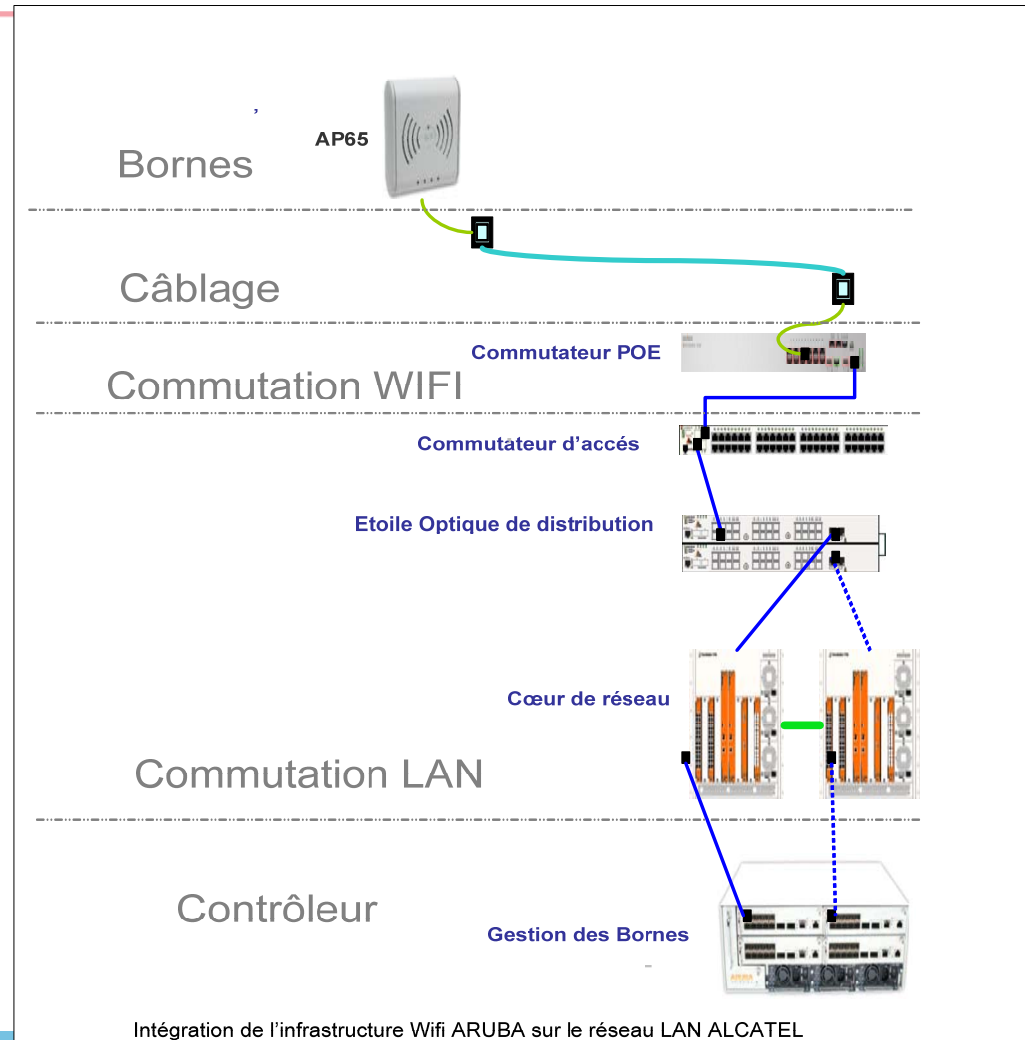 AP65
Bornes
Câblage
Commutateur POE
Commutation WIFI
Commutateur d'accés
Etoile Optique de distribution
Cœur de réseau
Commutation LAN
Contrôleur
Gestion des Bornes
Intégration de l'infrastructure Wifi ARUBA sur le réseau LAN ALCATEL